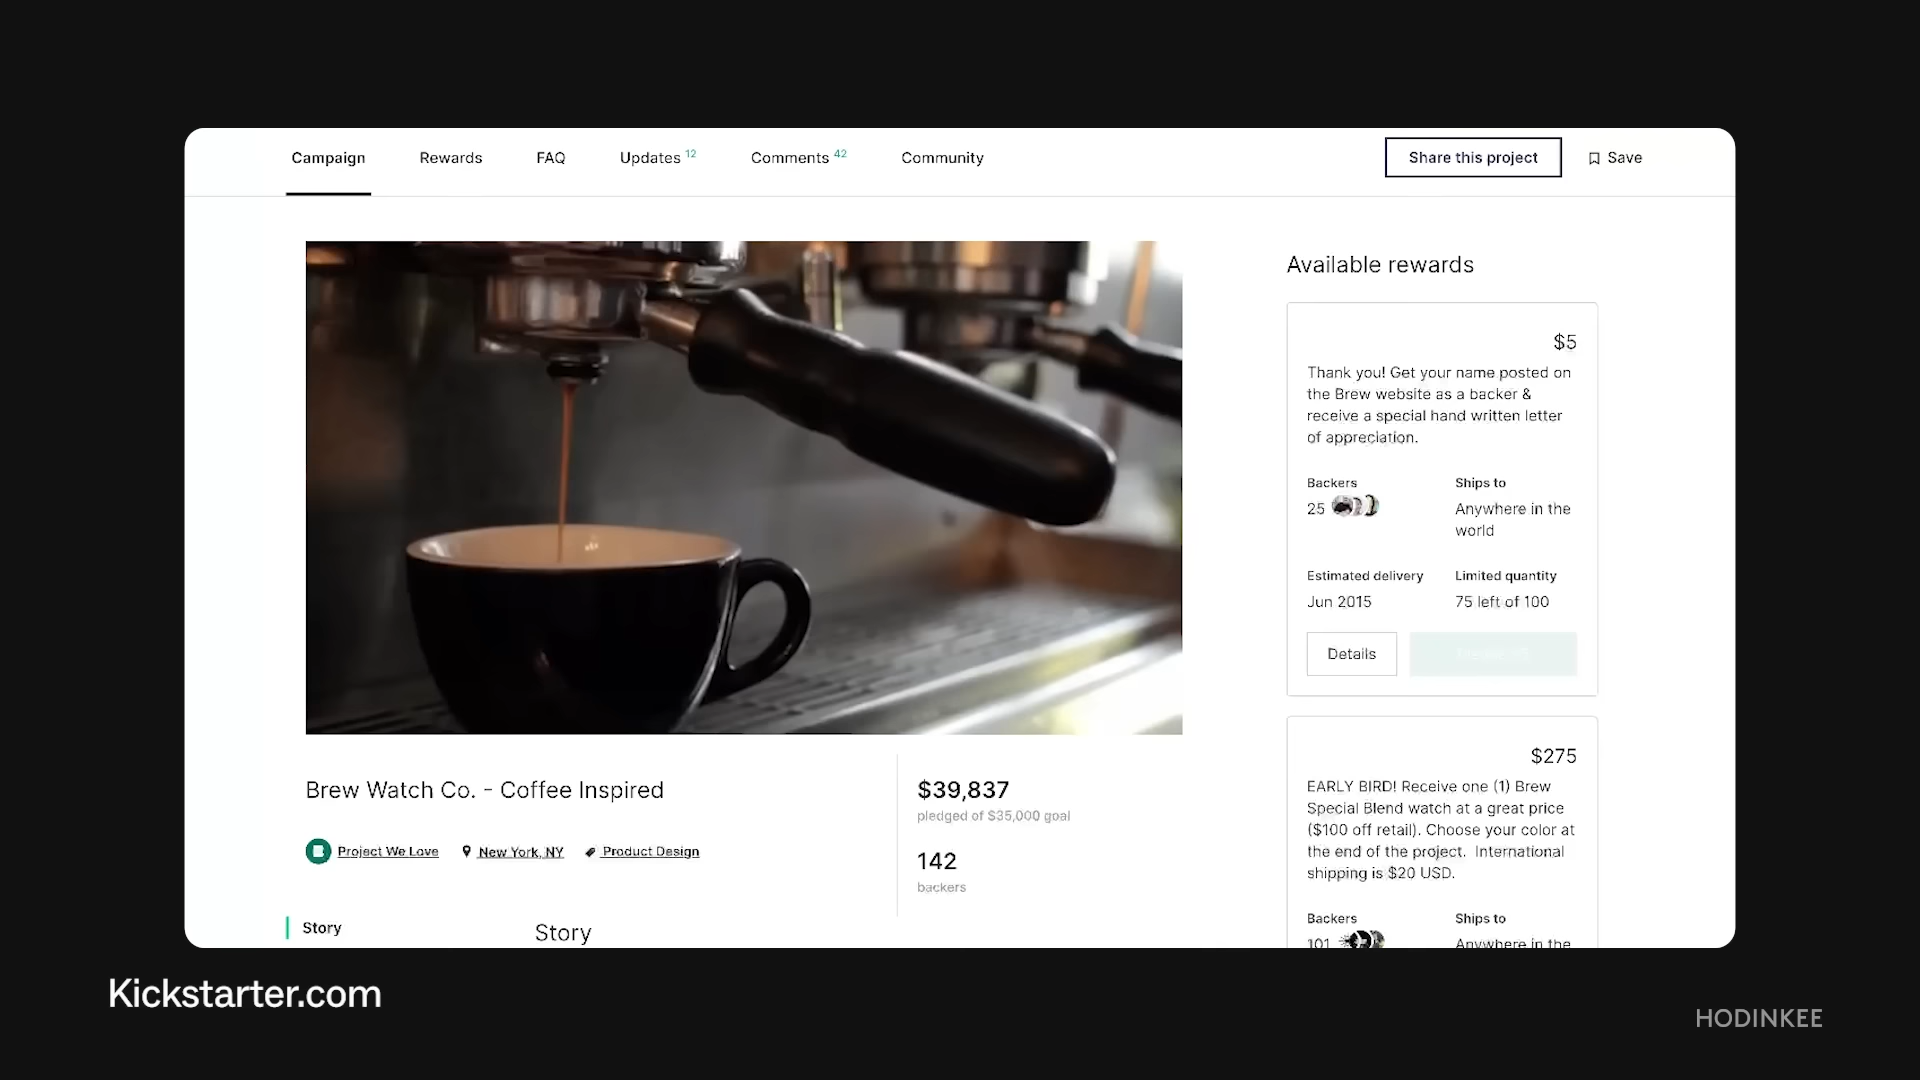 Campaign
Rewards
FAQ
Updates 12
Comments 42
Community
Share this project
Save
Available rewards
$5
Thank you! Get your name posted on
the Brew website as a backer &
receive a special hand written letter
of appreciation.
Backers
25
Ships to
Anywhere in the
world
Estimated delivery
Jun 2015
Limited quantity
75 left of 100
Details
$275
EARLY BIRD! Receive one (1) Brew
Special Blend watch at a great price
($100 off retail). Choose your color at
the end of the project. International
shipping is $20 USD.
Backers
101
Ships to
Anywhere in the
Brew Watch Co. - Coffee Inspired
Project We Love
New York, NY
Product Design
$39,837
pledged of $35,000 goal
142
backers
Story
Story
Kickstarter.com
HODINKEE